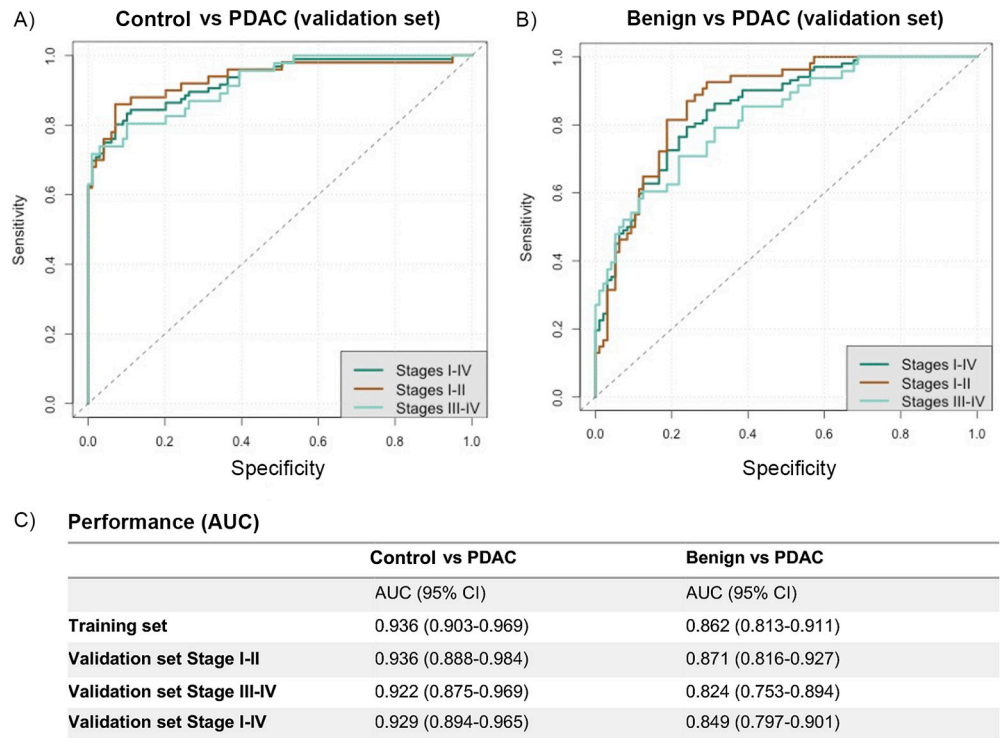 A) Control vs PDAC (validation set)
Sensitivity
1.0
0.8
0.6
0.4
0.2
0.0
Stages I-IV
Stages I-II
Stages III-IV
0.0 0.2 0.4 0.6 0.8 1.0
Specificity
B) Benign vs PDAC (validation set)
Sensitivity
1.0
0.8
0.6
0.4
0.2
0.0
Stages I-IV
Stages I-II
Stages III-IV
0.0 0.2 0.4 0.6 0.8 1.0
Specificity
C) Performance (AUC)
Control vs PDAC Benign vs PDAC
AUC (95% CI) AUC (95% CI)
Training set 0.936 (0.903-0.969) 0.862 (0.813-0.911)
Validation set Stage I-II 0.936 (0.888-0.984) 0.871 (0.816-0.927)
Validation set Stage III-IV 0.922 (0.875-0.969) 0.824 (0.753-0.894)
Validation set Stage I-IV 0.929 (0.894-0.965) 0.849 (0.797-0.901)